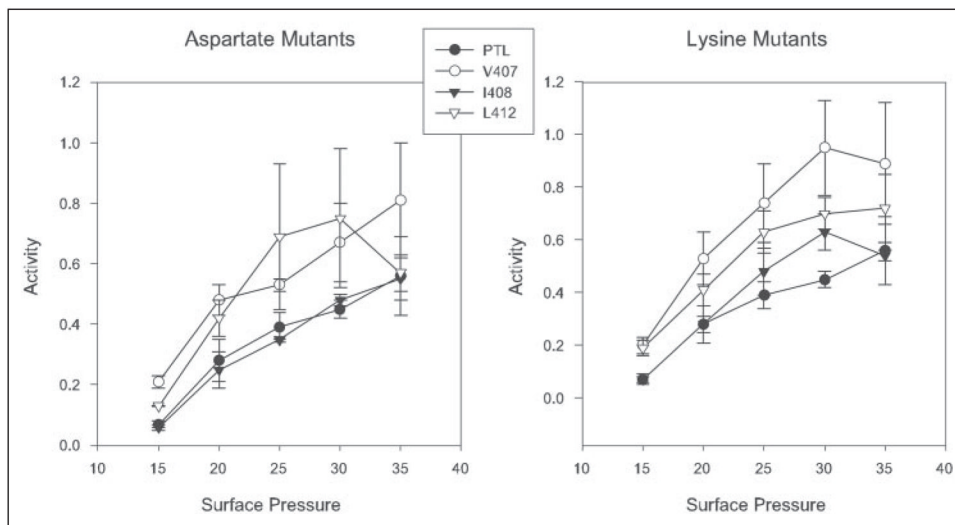 Aspartate Mutants
Lysine Mutants
PTL
V407
I408
L412
1.2
1.0
0.8
0.6
0.4
0.2
0.0
Activity
10
15
20
25
30
35
40
Surface Pressure
1.2
1.0
0.8
0.6
0.4
0.2
0.0
Activity
10
15
20
25
30
35
40
Surface Pressure